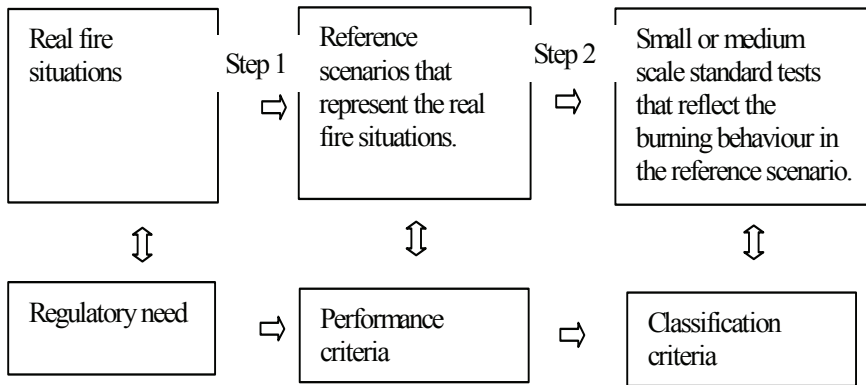 Real fire
situations
Step 1
Reference
scenarios that
represent the real
fire situations.
Step 2
Small or medium
scale standard tests
that reflect the
burning behaviour in
the reference scenario.
Regulatory need
Performance
criteria
Classification
criteria